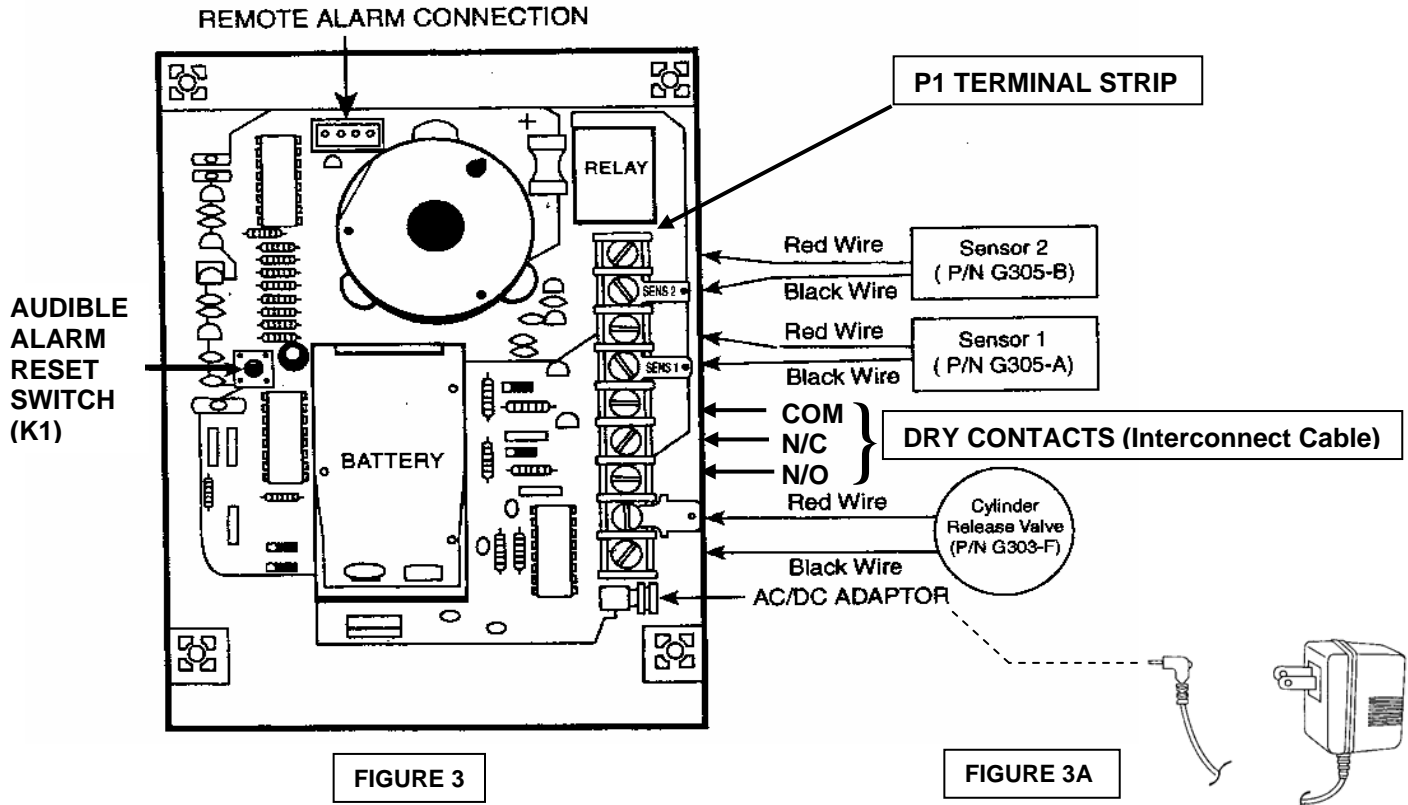 REMOTE ALARM CONNECTION
P1 TERMINAL STRIP
+
RELAY
Red Wire
Sensor 2
( P/N G305-B)
SENS 2
Black Wire
AUDIBLE
ALARM
RESET
SWITCH
(K1)
Red Wire
Sensor 1
( P/N G305-A)
SENS 1
Black Wire
COM
N/C
N/O
} DRY CONTACTS (Interconnect Cable)
BATTERY
Red Wire
Cylinder
Release Valve
(P/N G303-F)
Black Wire
AC/DC ADAPTOR
FIGURE 3
FIGURE 3A